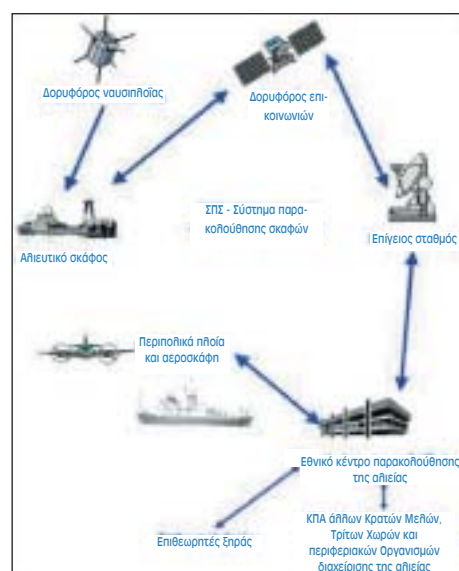 Δορυφόρος ναυσιπλοΐας
Δορυφόρος επι-
κοινωνιών
ΣΠΣ - Σύστημα παρα-
κολούθησης σκαφών
Αλιευτικό σκάφος
Επίγειος σταθμός
Περιπολικά πλοία
και αεροσκάφη
Εθνικό κέντρο παρακολούθησης
της αλιείας
Επιθεωρητές ξηράς
ΚΠΑ άλλων Κρατών Μελών,
Τρίτων Χωρών και
περιφεριακών Οργανισμών
διαχείρισης της αλιείας